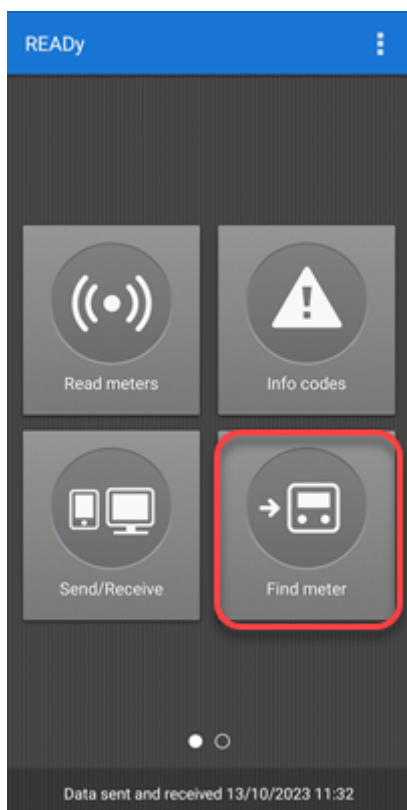 READy
Read meters
Info codes
Send/Receive
Find meter
Data sent and received 13/10/2023 11:32